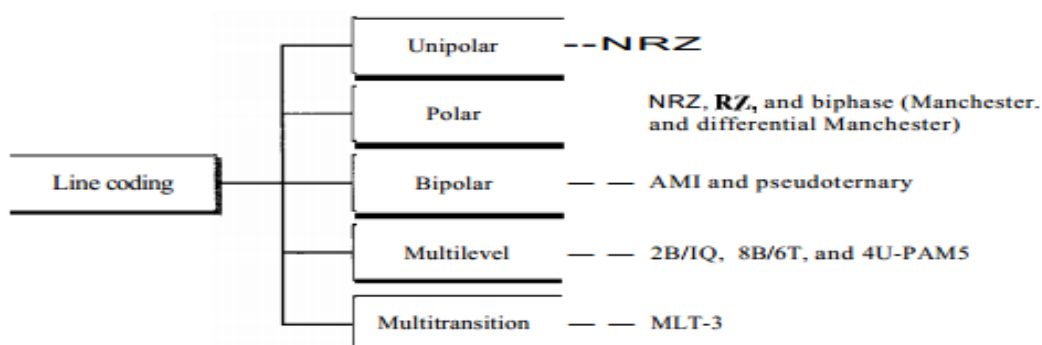 Unipolar --NRZ
Polar NRZ, RZ, and biphase (Manchester.
and differential Manchester)
Line coding
Bipolar — — AMI and pseudoternary
Multilevel — — 2B/IQ, 8B/6T, and 4U-PAM5
Multitransition — — MLT-3